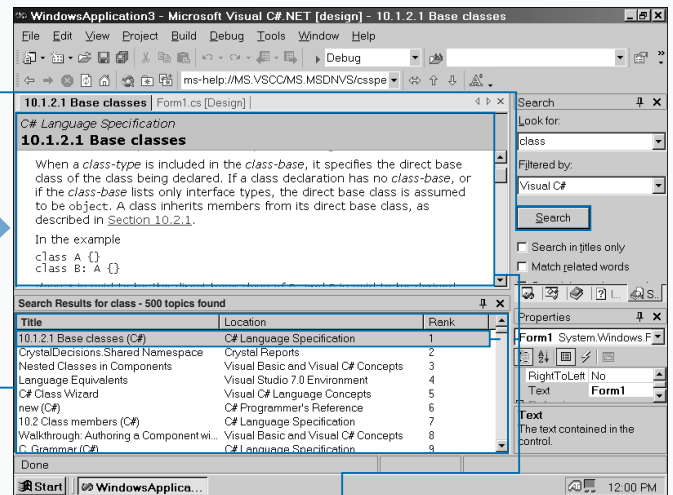 WindowsApplication3 - Microsoft Visual C#.NET [design] - 10.1.2.1 Base classes
File Edit View Project Build Debug Tools Window Help
Debug
ms-help://MS.VSCC/MS.MSDNVS/csspe
10.1.2.1 Base classes Form1.cs [Design]
C# Language Specification
10.1.2.1 Base classes
When a class-type is included in the class-base, it specifies the direct base
class of the class being declared. If a class declaration has no class-base, or
if the class-base lists only interface types, the direct base class is assumed
to be object. A class inherits members from its direct base class, as
described in Section 10.2.1.
In the example
class A {}
class B: A {}
Search
Look for:
class
Filtered by:
Visual C#
Search
Search in titles only
Match related words
I...
S..
Search Results for class - 500 topics found
Title Location Rank
10.1.2.1 Base classes (C#) C# Language Specification 1
CrystalDecisions.Shared Namespace Crystal Reports 2
Nested Classes in Components Visual Basic and Visual C# Concepts 3
Language Equivalents Visual Studio 7.0 Environment 4
C# Class Wizard Visual C# Language Concepts 5
new (C#) C# Programmer's Reference 6
10.2 Class members (C#) C# Language Specification 7
Walkthrough: Authoring a Component wi... Visual Basic and Visual C# Concepts 8
C. Grammar (C#) C# Language Specification 9
Properties
Form1 System.Windows.F
RightToLeft No
Text Form1
Text
The text contained in the
control.
Done
Start WindowsApplica... 12:00 PM